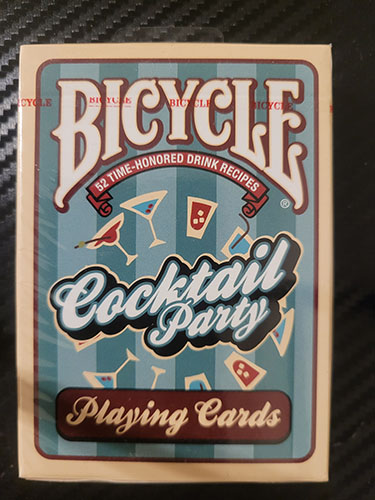 BICYCLE BICYCLE BICYCLE BICYCLE
BICYCLE
®
52 TIME-HONORED DRINK RECIPES
Cocktail
Party
Playing Cards